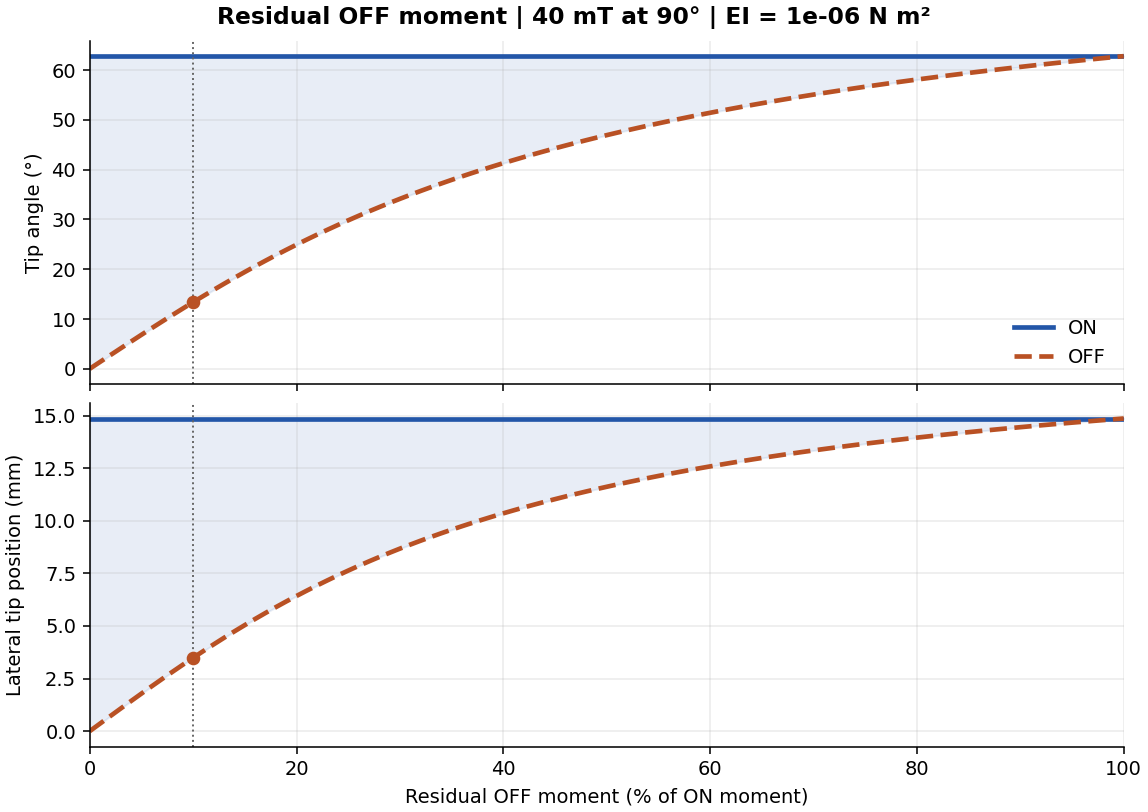 Residual OFF moment | 40 mT at 90° | EI = 1e-06 N m²
Tip angle (°)
60
50
40
30
20
10
0
ON
OFF
Lateral tip position (mm)
15.0
12.5
10.0
7.5
5.0
2.5
0.0
0 20 40 60 80 100
Residual OFF moment (% of ON moment)